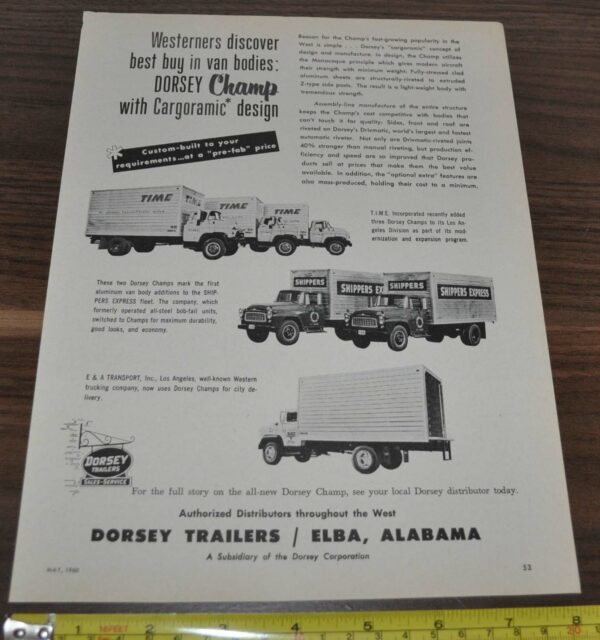 Westerners discover
best buy in van bodies:
DORSEY Champ
with Cargoramic* design
* Custom-built to your
requirements...at a "pre-fab" price
Reason for the Champ's fast-growing popularity in the
West is simple . . . Dorsey's "cargoramic" concept of
design and manufacture. In design, the Champ utilizes
the Monocoque principle which gives modern aircraft
their strength with minimum weight. Fully-stressed clad
aluminum sheets are structurally-riveted to extruded
Z-type side posts. The result is a light-weight body with
tremendous strength.
Assembly-line manufacture of the entire structure
keeps the Champ's cost competitive with bodies that
can't touch it for quality. Sides, front and roof are
riveted on Dorsey's Drivmatic, world's largest and fastest
automatic riveter. Not only are Drivmatic-riveted joints
40% stronger than manual riveting, but production ef-
ficiency and speed are so improved that Dorsey pro-
ducts sell at prices that make them the best value
available. In addition, the "optional extra" features are
also mass-produced, holding their cost to a minimum.
TIME
TIME
TIME
T.I.M.E. Incorporated recently added
three Dorsey Champs to its Los An-
geles Division as part of its mod-
ernization and expansion program.
These two Dorsey Champs mark the first
aluminum van body additions to the SHIP-
PERS EXPRESS fleet. The company, which
formerly operated all-steel bob-tail units,
switched to Champs for maximum durability,
good looks, and economy.
SHIPPERS
SHIPPERS EX
SHIPPERS
SHIPPERS EXPRESS
E & A TRANSPORT, Inc., Los Angeles, well-known Western
trucking company, now uses Dorsey Champs for city de-
livery.
DORSEY
TRAILERS
SALES-SERVICE
For the full story on the all-new Dorsey Champ, see your local Dorsey distributor today.
Authorized Distributors throughout the West
DORSEY TRAILERS / ELBA, ALABAMA
A Subsidiary of the Dorsey Corporation
MAY, 1960
53
1 2 3 4 5 6 7 8